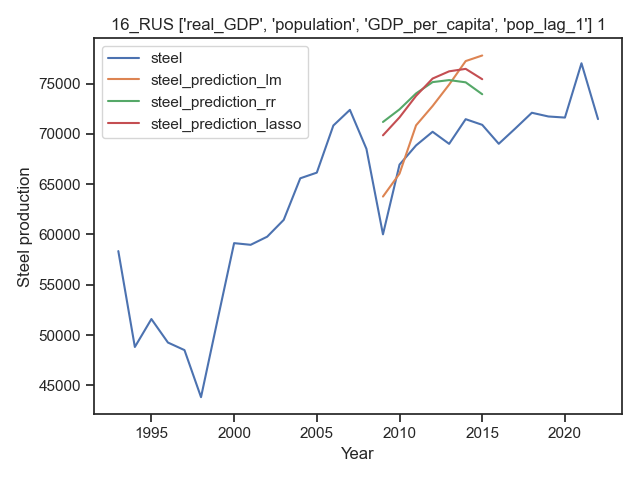 16_RUS ['real_GDP', 'population', 'GDP_per_capita', 'pop_lag_1'] 1
steel
steel_prediction_lm
steel_prediction_rr
steel_prediction_lasso
Steel production
75000
70000
65000
60000
55000
50000
45000
1995 2000 2005 2010 2015 2020
Year